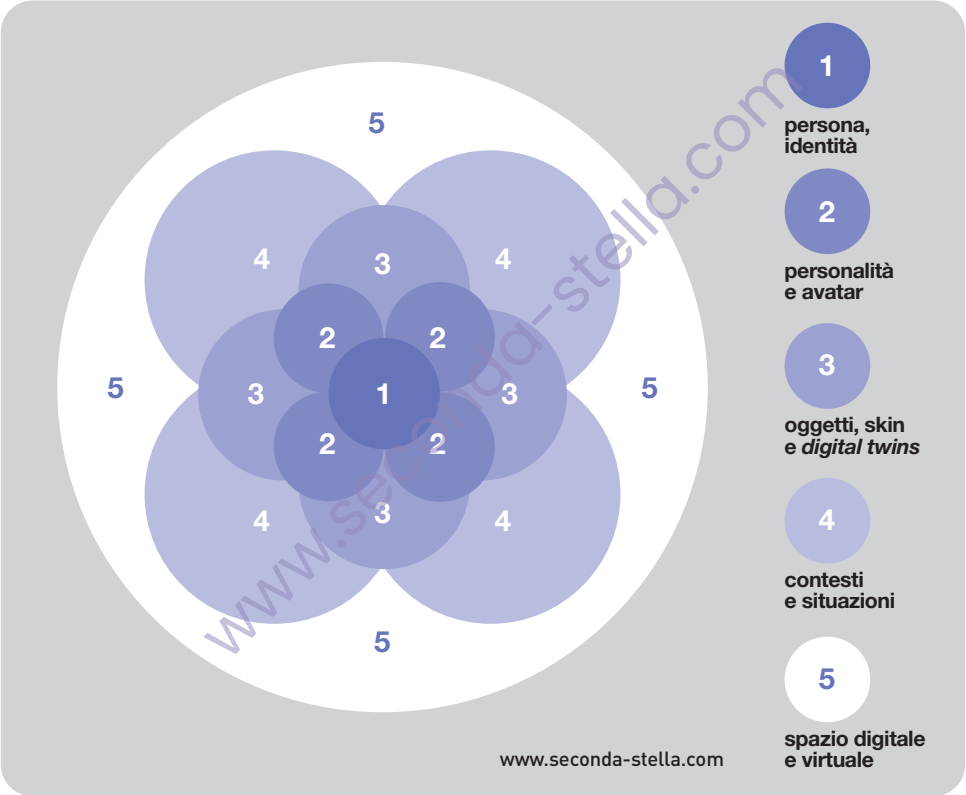 5
4
3
4
2
2
5
3
1
3
5
2
2
4
3
4
5
1
persona,
identità
2
personalità
e avatar
3
oggetti, skin
e digital twins
4
contesti
e situazioni
5
spazio digitale
e virtuale
www.seconda-stella.com
www.seconda-stella.com